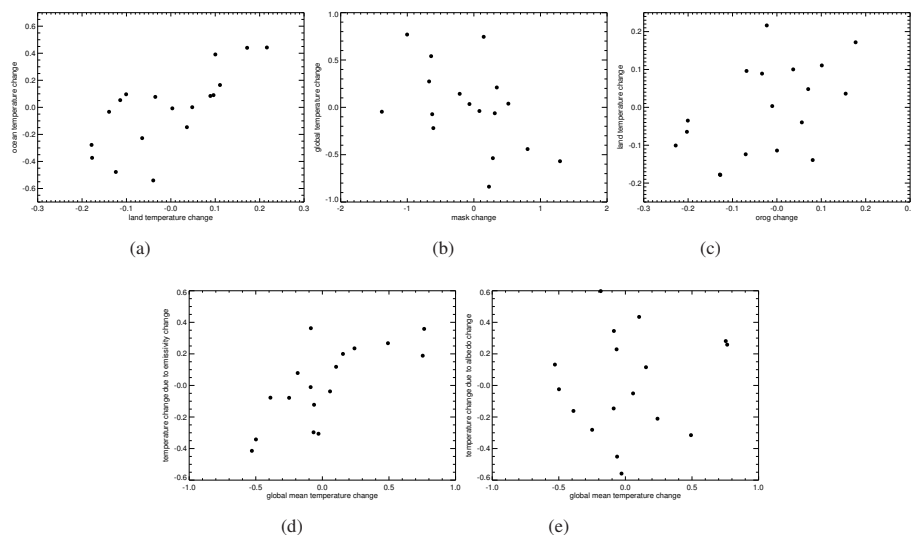 ocean temperature change
0.6
0.4
0.2
0.0
-0.2
-0.4
-0.6
-0.3 -0.2 -0.1 0.0 0.1 0.2 0.3
land temperature change
(a)
global temperature change
1.0
0.5
0.0
-0.5
-1.0
-2 -1 0 1 2
mask change
(b)
land temperature change
0.2
0.1
-0.0
-0.1
-0.2
-0.3 -0.2 -0.1 -0.0 0.1 0.2 0.3
orog change
(c)
temperature change due to emissivity change
0.6
0.4
0.2
-0.0
-0.2
-0.4
-0.6
-1.0 -0.5 0.0 0.5 1.0
global mean temperature change
(d)
temperature change due to albedo change
0.6
0.4
0.2
-0.0
-0.2
-0.4
-0.6
-1.0 -0.5 0.0 0.5 1.0
global mean temperature change
(e)